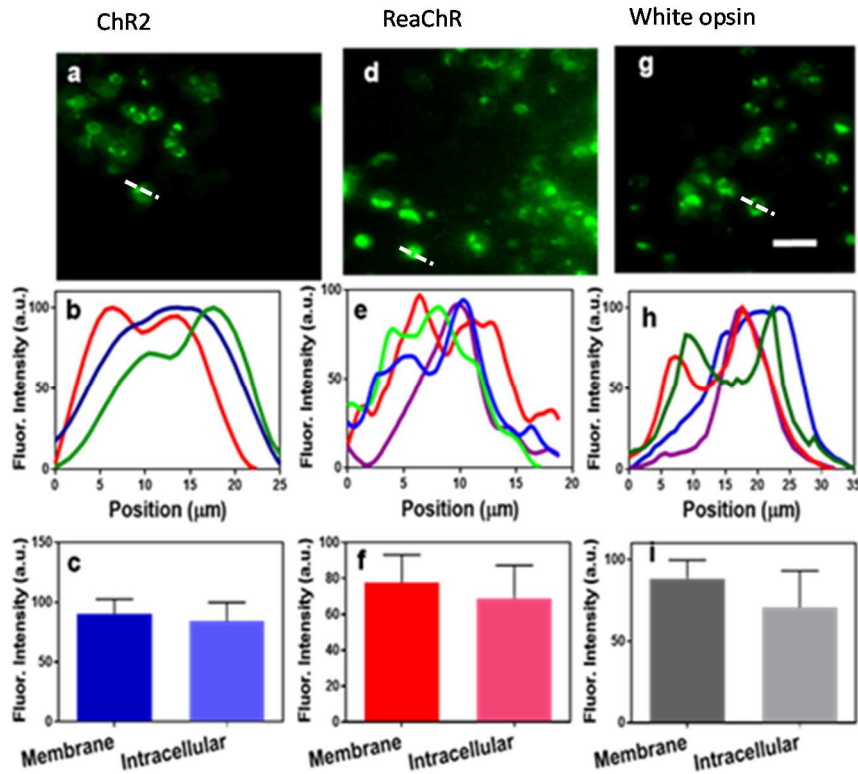 ChR2 ReaChR White opsin
a d g
b e h
Fluor. Intensity (a.u.)
100
50
0
0 5 10 15 20 25
Position (μm)
Fluor. Intensity (a.u.)
100
50
0
0 5 10 15 20
Position (μm)
Fluor. Intensity (a.u.)
100
50
0
0 5 10 15 20 25 30 35
Position (μm)
c f i
Fluor. Intensity (a.u.)
150
100
50
0
Membrane Intracellular
Fluor. Intensity (a.u.)
100
80
60
40
20
0
Membrane Intracellular
Fluor. Intensity (a.u.)
100
50
0
Membrane Intracellular